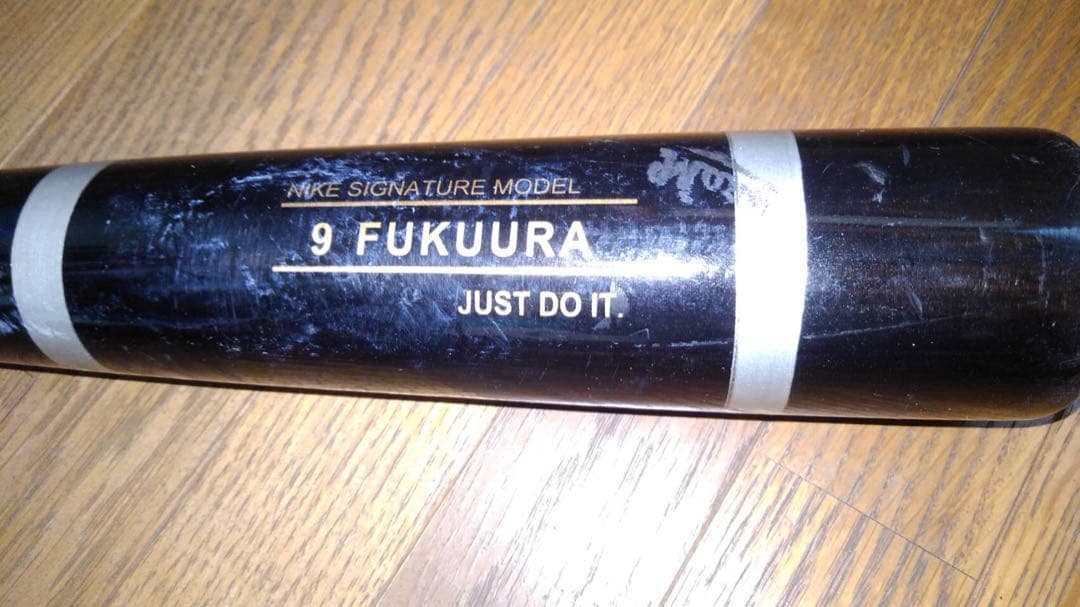 NIKE SIGNATURE MODEL
9 FUKUURA
JUST DO IT.